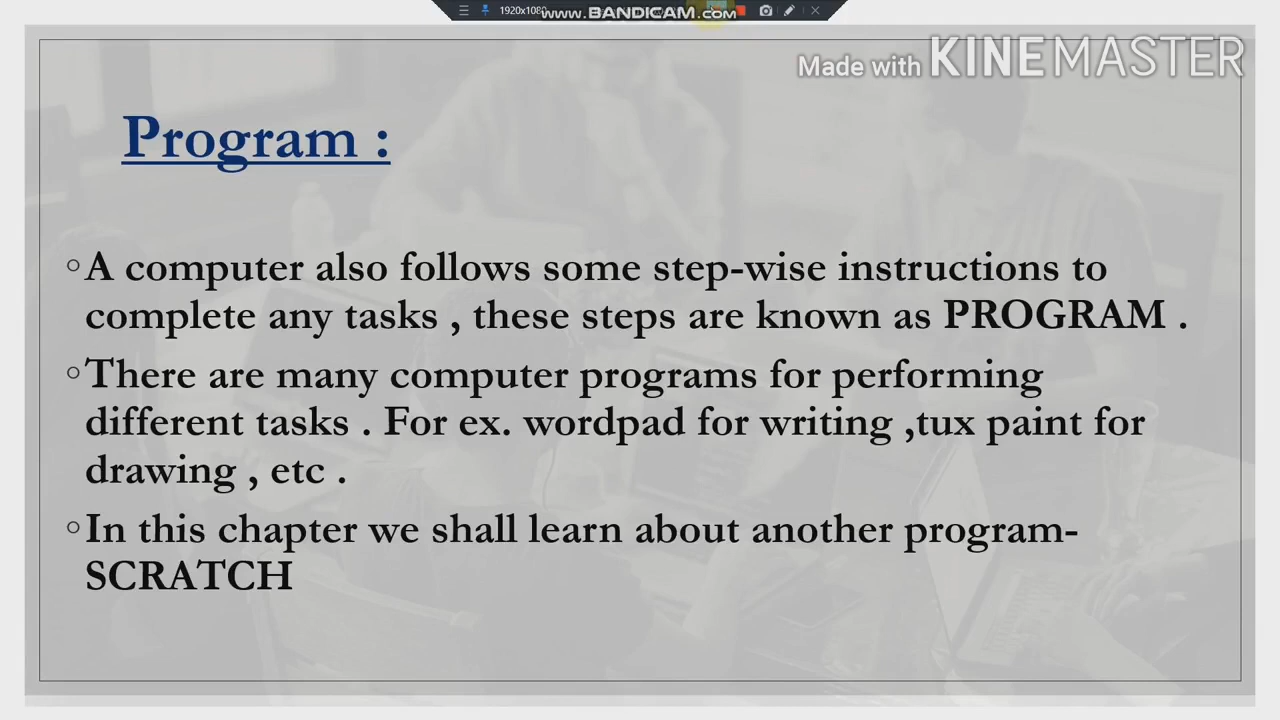 1920x1080
www.BANDICAM.com
Made with KINEMASTER
Program :
◦A computer also follows some step-wise instructions to
complete any tasks , these steps are known as PROGRAM .
◦There are many computer programs for performing
different tasks . For ex. wordpad for writing ,tux paint for
drawing , etc .
◦In this chapter we shall learn about another program-
SCRATCH